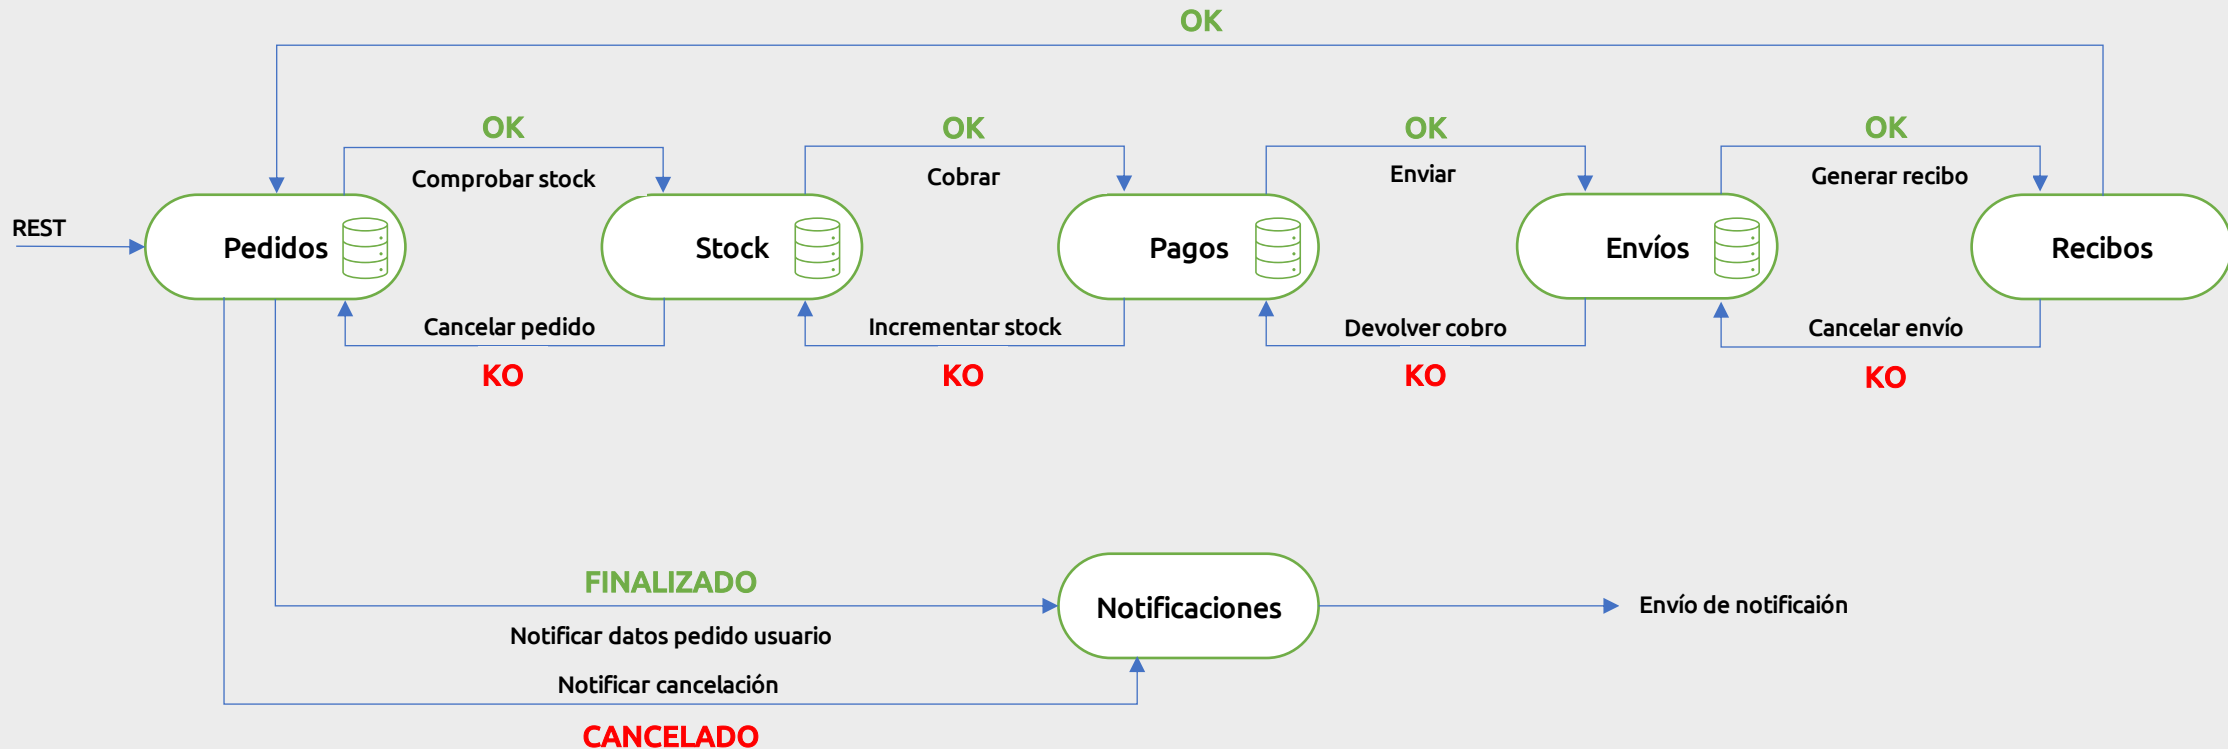 OK
OK
OK
OK
OK
Comprobar stock
Cobrar
Enviar
Generar recibo
REST
Pedidos
Stock
Pagos
Envíos
Recibos
Cancelar pedido
Incrementar stock
Devolver cobro
Cancelar envío
KO
KO
KO
KO
FINALIZADO
Notificaciones
Envío de notificaión
Notificar datos pedido usuario
Notificar cancelación
CANCELADO